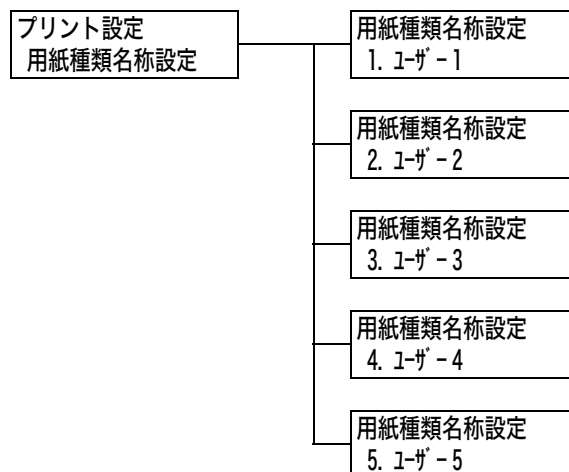 プリント設定
用紙種類名称設定
用紙種類名称設定
1. ﾕｰｻﾞｰ1
用紙種類名称設定
2. ﾕｰｻﾞｰ2
用紙種類名称設定
3. ﾕｰｻﾞｰ3
用紙種類名称設定
4. ﾕｰｻﾞｰ4
用紙種類名称設定
5. ﾕｰｻﾞｰ5